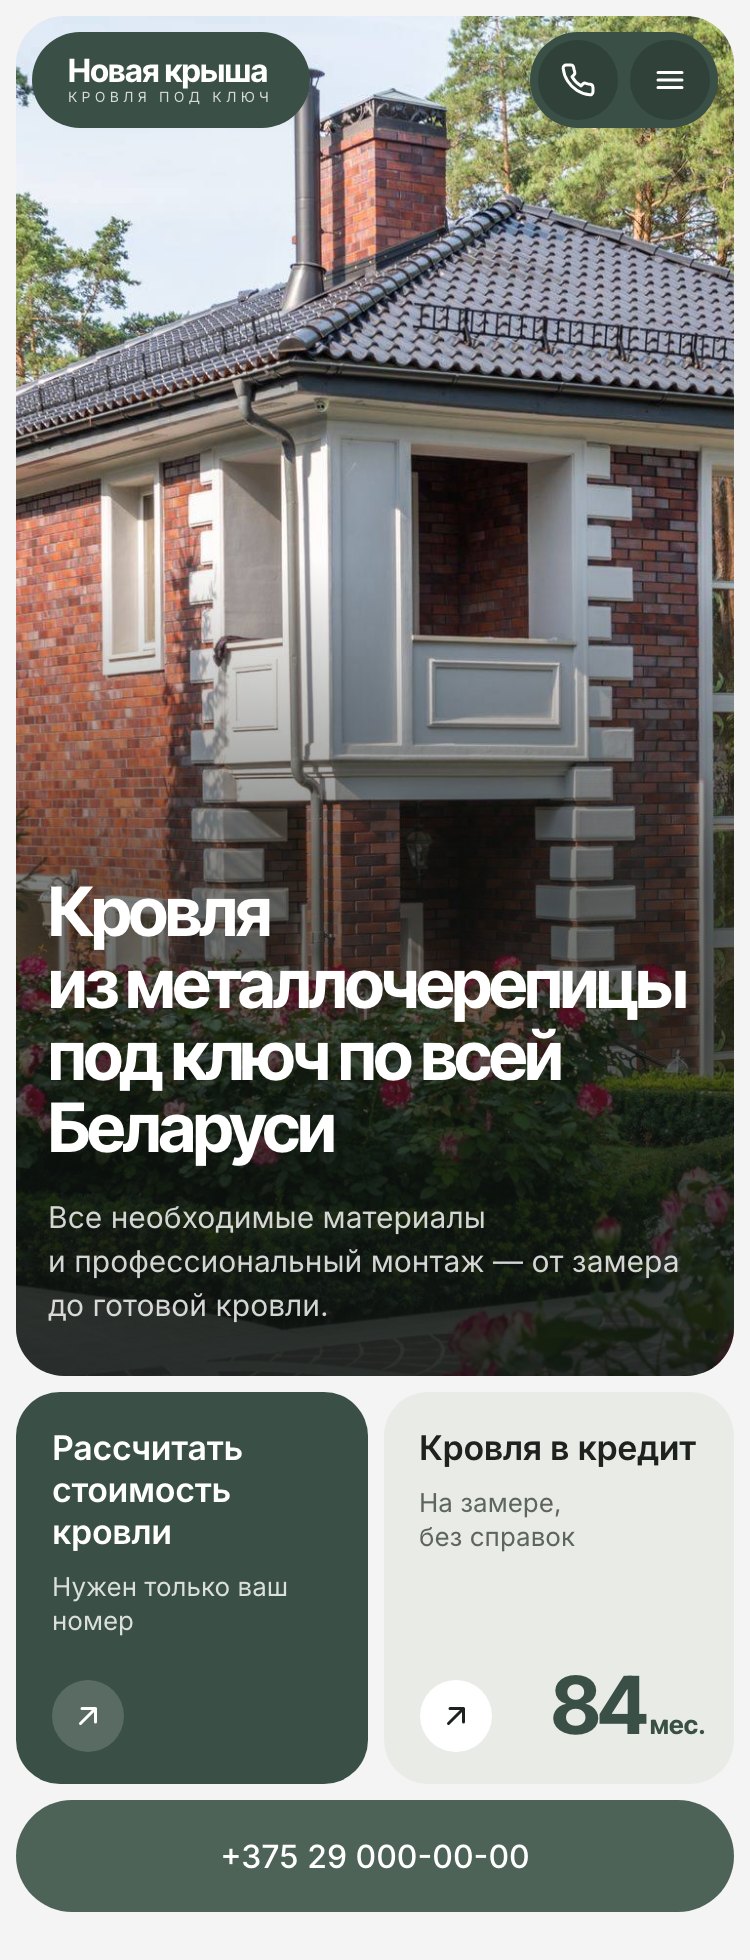 Новая крыша
КРОВЛЯ ПОД КЛЮЧ
Кровля
из металлочерепицы
под ключ по всей
Беларуси
Все необходимые материалы
и профессиональный монтаж — от замера
до готовой кровли.
Рассчитать
стоимость
кровли
Нужен только ваш
номер
Кровля в кредит
На замере,
без справок
84 мес.
+375 29 000-00-00